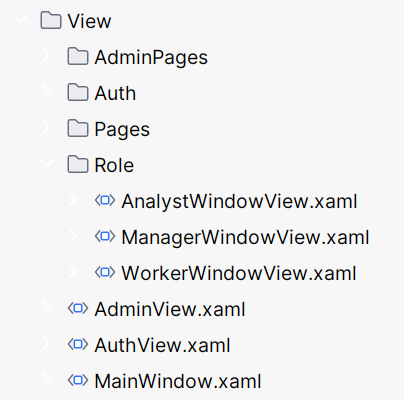 View
AdminPages
Auth
Pages
Role
AnalystWindowView.xaml
ManagerWindowView.xaml
WorkerWindowView.xaml
AdminView.xaml
AuthView.xaml
MainWindow.xaml